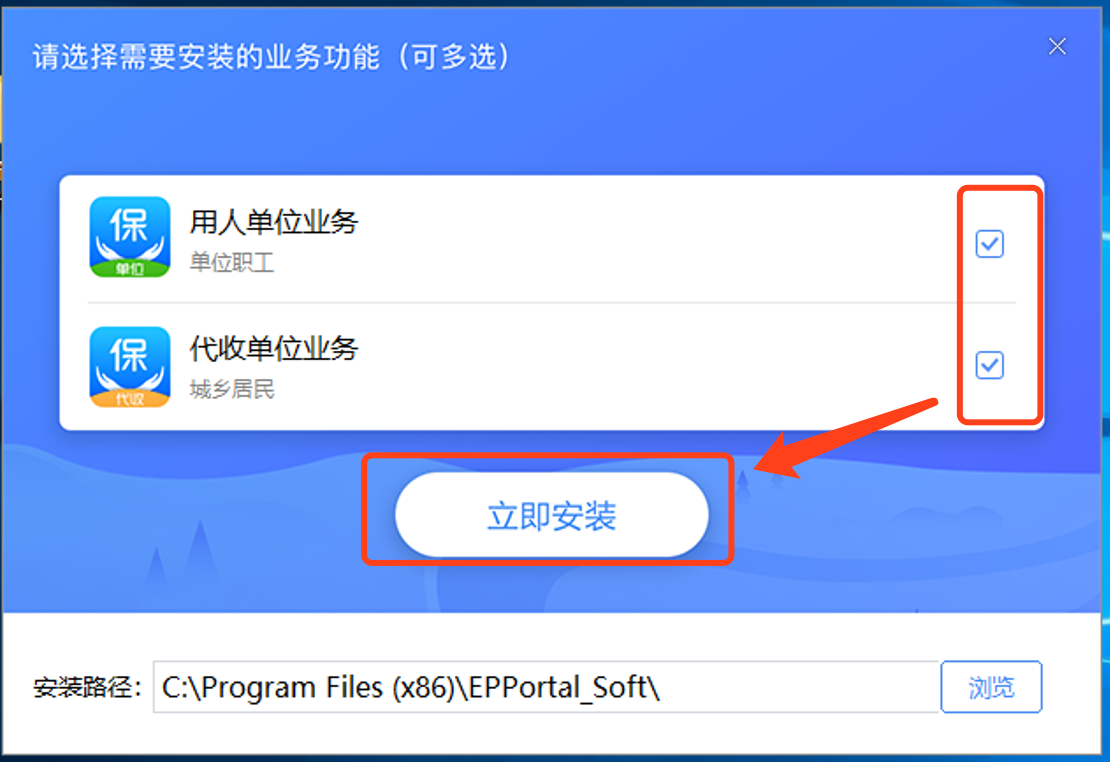 请选择需要安装的业务功能（可多选）
保
单位
用人单位业务
单位职工
保
代收
代收单位业务
城乡居民
立即安装
安装路径：
C:\Program Files (x86)\EPPortal_Soft\
浏览